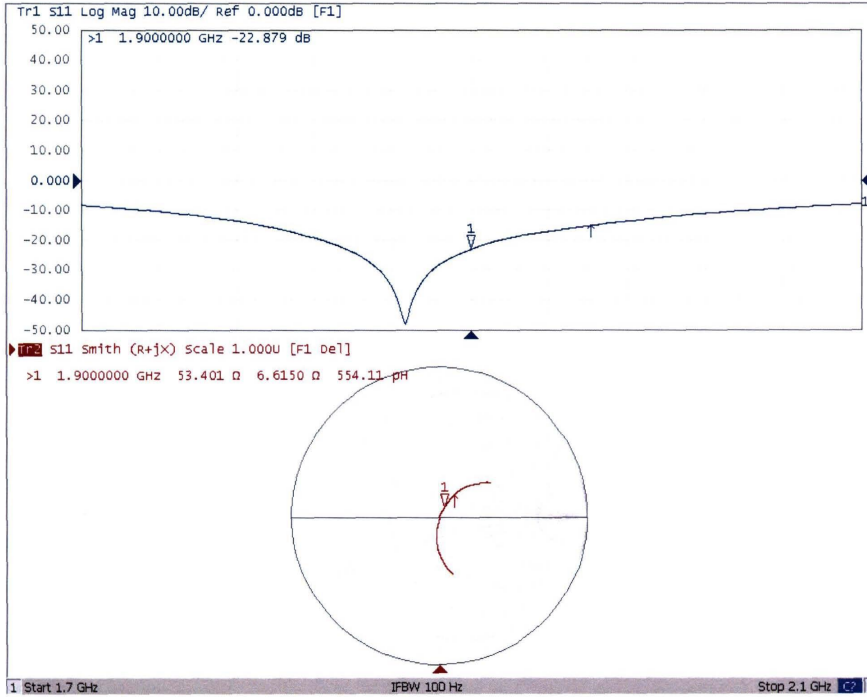 Tr1 S11 Log Mag 10.00dB/ Ref 0.000dB [F1]
50.00
>1 1.9000000 GHz -22.879 dB
40.00
30.00
20.00
10.00
0.000
-10.00
1
-20.00
1
-30.00
-40.00
-50.00
Tr2 S11 Smith (R+jX) Scale 1.000U [F1 Del]
>1 1.9000000 GHz 53.401 Ω 6.6150 Ω 554.11 pH
1
1 Start 1.7 GHz IFBW 100 Hz Stop 2.1 GHz C?